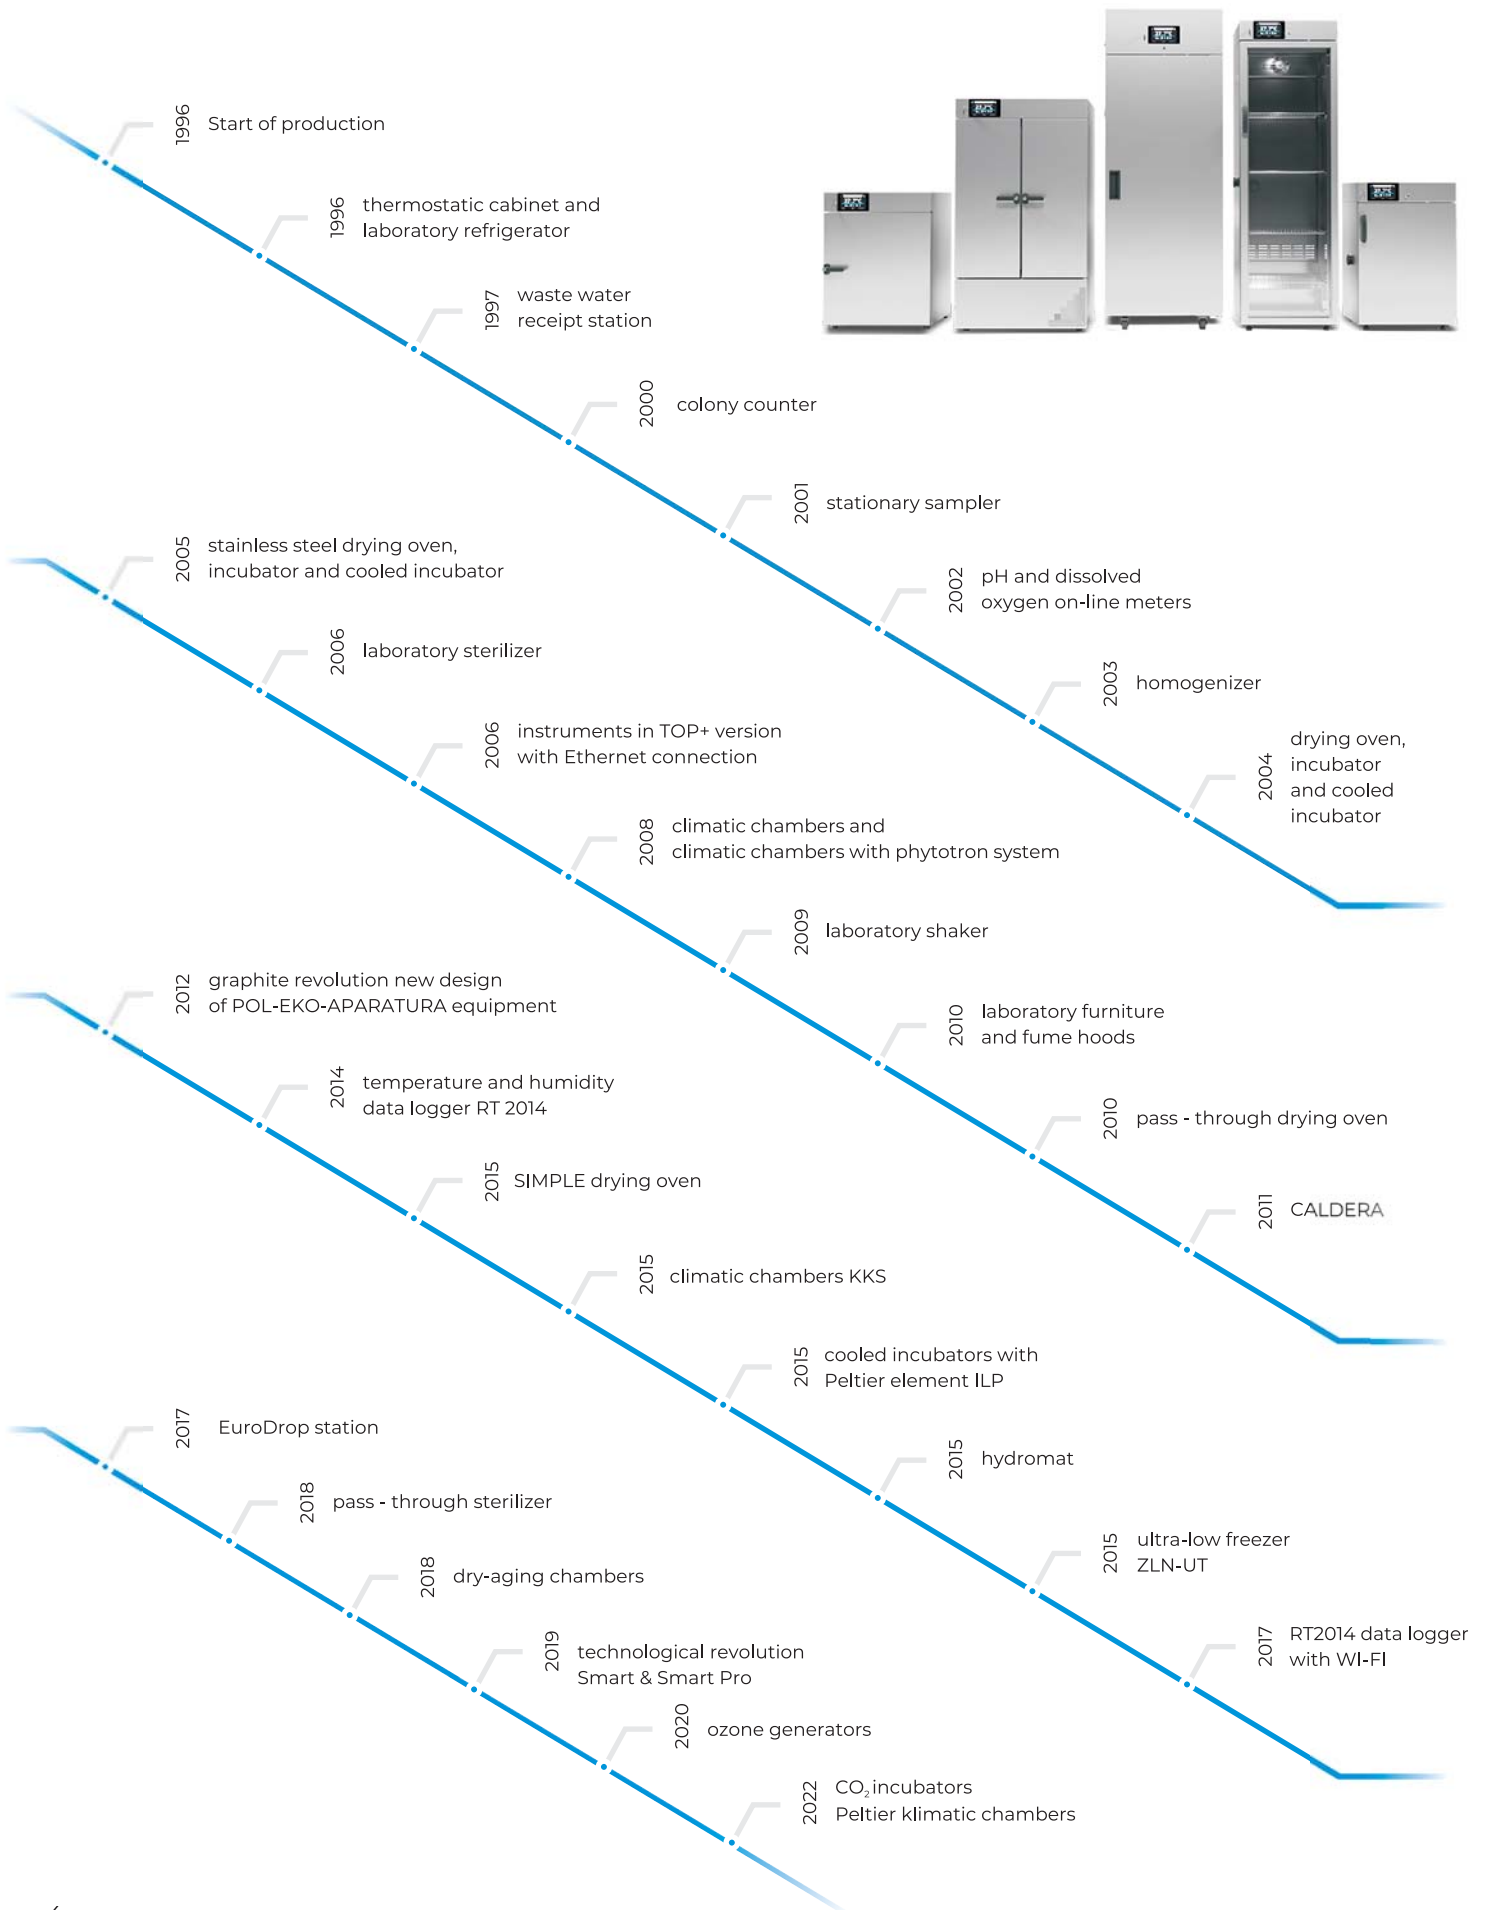 1996
Start of production
1996
thermostatic cabinet and
laboratory refrigerator
1997
waste water
receipt station
2000
colony counter
2001
stationary sampler
2002
pH and dissolved
oxygen on-line meters
2003
homogenizer
2004
drying oven,
incubator
and cooled
incubator
2005
stainless steel drying oven,
incubator and cooled incubator
2006
laboratory sterilizer
2006
instruments in TOP+ version
with Ethernet connection
2008
climatic chambers and
climatic chambers with phytotron system
2009
laboratory shaker
2010
laboratory furniture
and fume hoods
2010
pass - through drying oven
2011
CALDERA
2012
graphite revolution new design
of POL-EKO-APARATURA equipment
2014
temperature and humidity
data logger RT 2014
2015
SIMPLE drying oven
2015
climatic chambers KKS
2015
cooled incubators with
Peltier element ILP
2015
hydromat
2015
ultra-low freezer
ZLN-UT
2017
RT2014 data logger
with WI-FI
2017
EuroDrop station
2018
pass - through sterilizer
2018
dry-aging chambers
2019
technological revolution
Smart & Smart Pro
2020
ozone generators
2022
CO₂ incubators
Peltier klimatic chambers